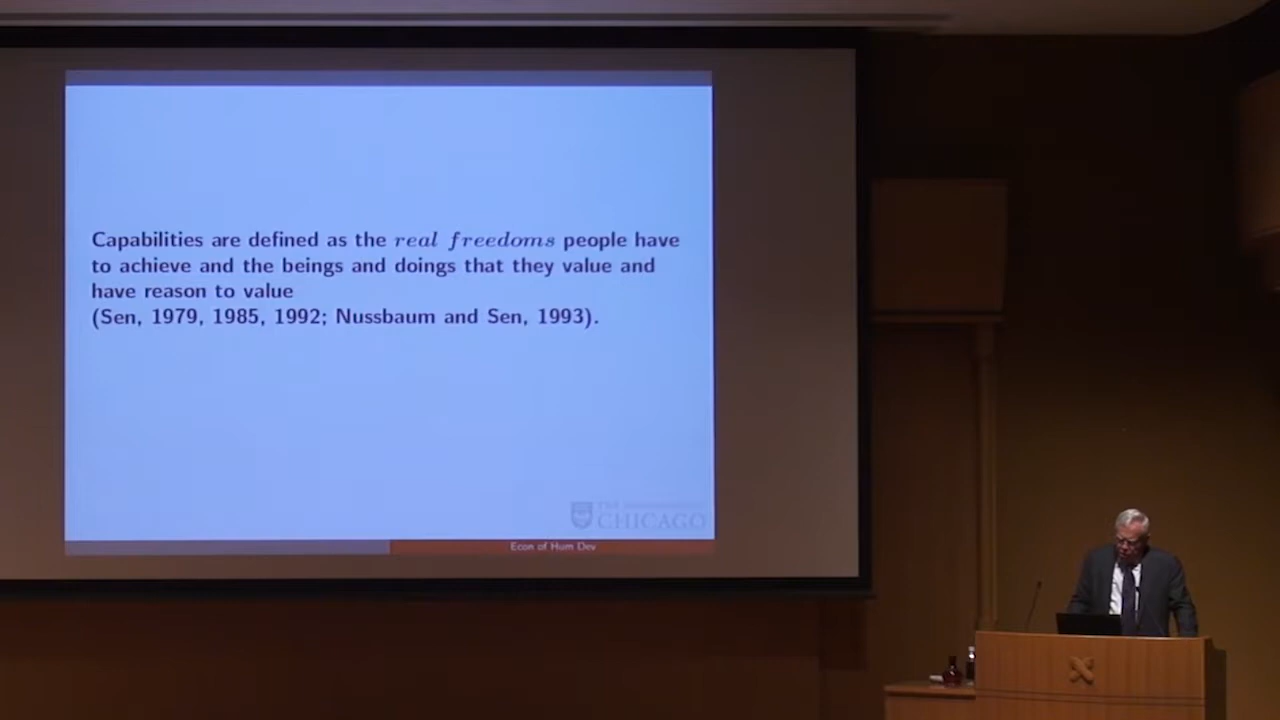 Capabilities are defined as the real freedoms people have
to achieve and the beings and doings that they value and
have reason to value
(Sen, 1979, 1985, 1992; Nussbaum and Sen, 1993).
CHICAGO
Econ of Hum Dev